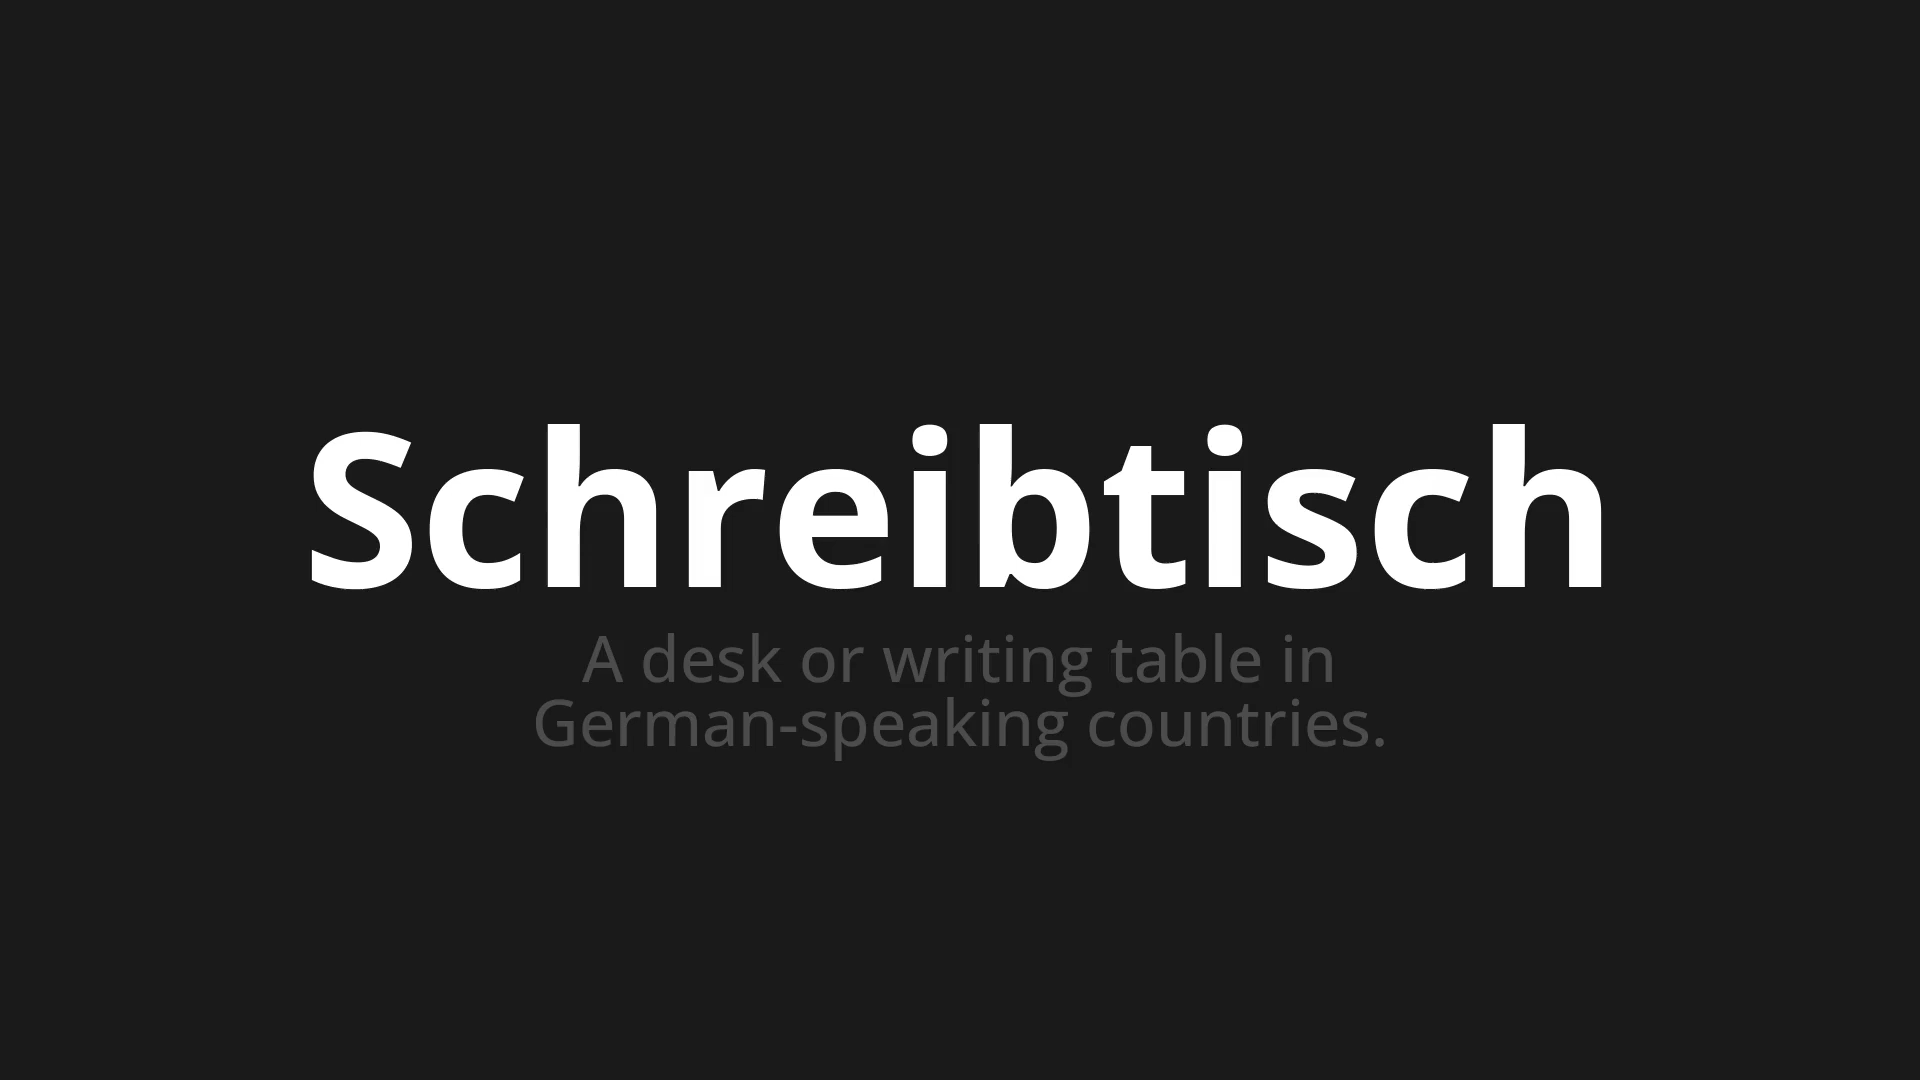 Schreibtisch
A desk or writing table in
German-speaking countries.